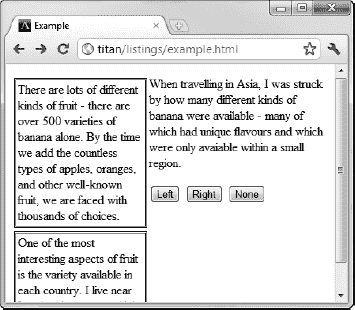 Example
titan/listings/example.html
There are lots of different
kinds of fruit - there are
over 500 varieties of
banana alone. By the time
we add the countless
types of apples, oranges,
and other well-known
fruit, we are faced with
thousands of choices.
When travelling in Asia, I was struck
by how many different kinds of
banana were available - many of
which had unique flavours and which
were only avaiable within a small
region.
Left Right None
One of the most
interesting aspects of fruit
is the variety available in
each country. I live near